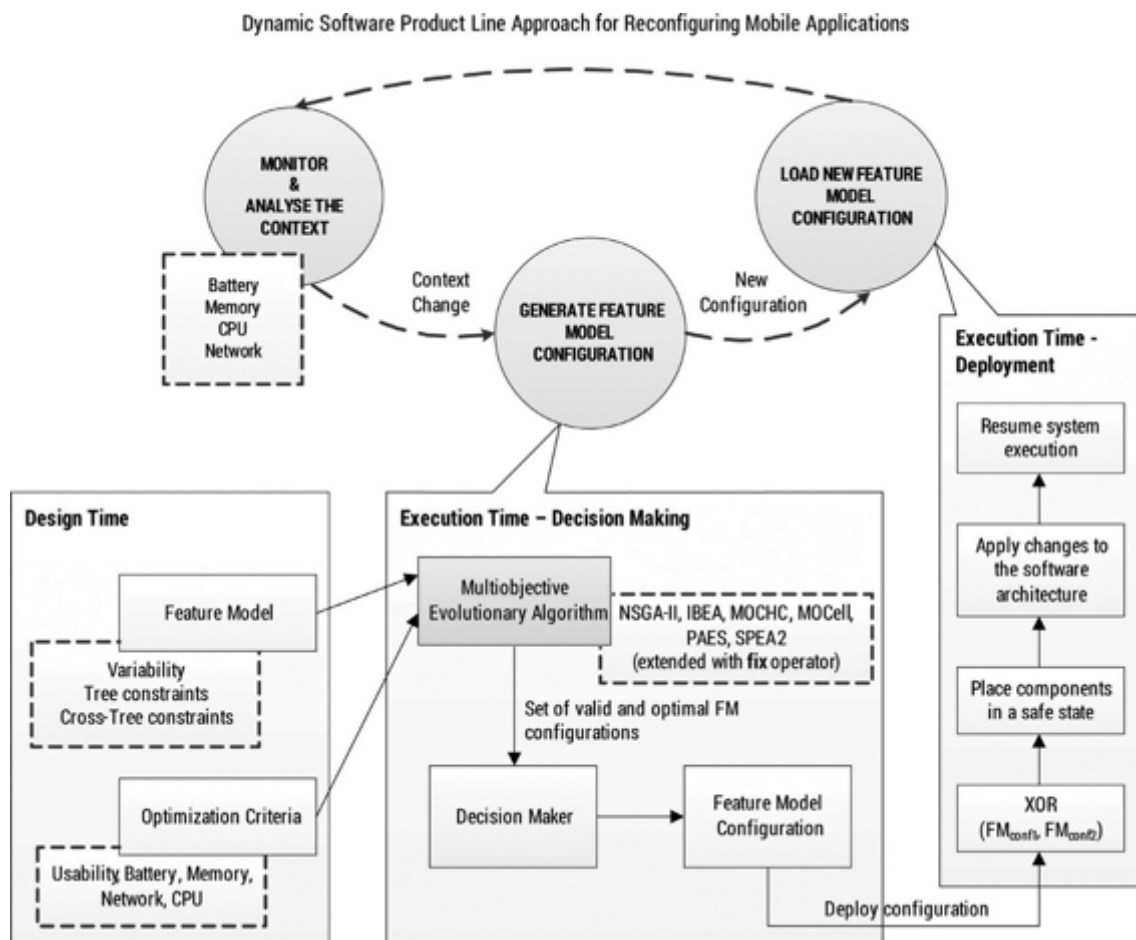 Dynamic Software Product Line Approach for Reconfiguring Mobile Applications
MONITOR
&
ANALYSE THE
CONTEXT
Battery
Memory
CPU
Network
Context
Change
GENERATE FEATURE
MODEL
CONFIGURATION
New
Configuration
LOAD NEW FEATURE
MODEL
CONFIGURATION
Design Time
Feature Model
Variability
Tree constraints
Cross-Tree constraints
Optimization Criteria
Usability, Battery, Memory,
Network, CPU
Execution Time – Decision Making
Multiobjective
Evolutionary Algorithm
NSGA-II, IBEA, MOCHC, MOCell,
PAES, SPEA2
(extended with fix operator)
Set of valid and optimal FM
configurations
Decision Maker
Feature Model
Configuration
Deploy configuration
Execution Time -
Deployment
Resume system
execution
Apply changes to
the software
architecture
Place components
in a safe state
XOR
(FMconf1, FMconf2)